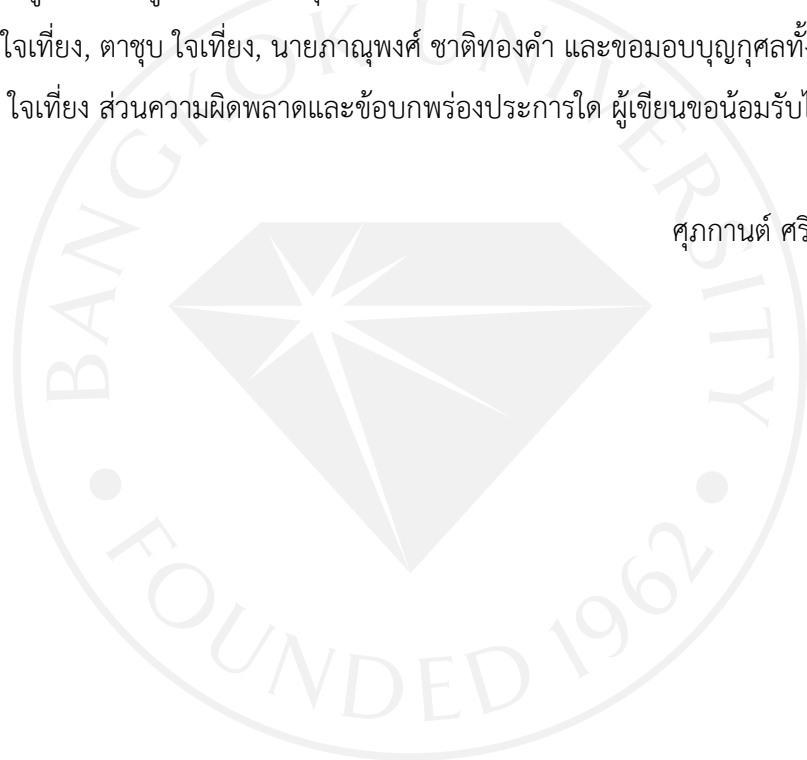 ใจเที่ยง, ตาชุบ ใจเที่ยง, นายภาณุพงศ์ ชาติทองคำ และขอมอบบุญกุศลทั้ง
ใจเที่ยง ส่วนความผิดพลาดและข้อบกพร่องประการใด ผู้เขียนขอน้อมรับไ
ศุภกานต์ ศรี
BANGKOK UNIVERSITY
• FOUNDED 1962 •